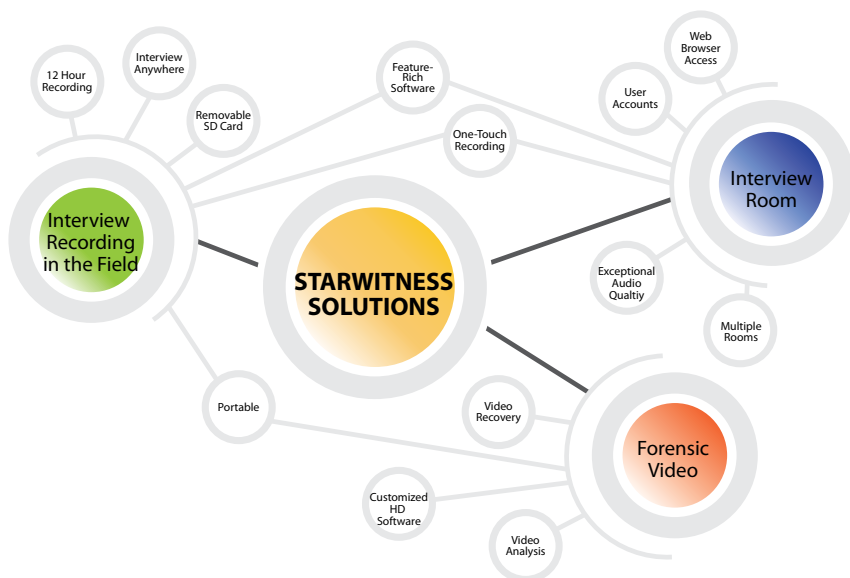 Web
Browser
Access
Interview
Anywhere
Feature-
Rich
Software
12 Hour
Recording
User
Accounts
Removable
SD Card
One-Touch
Recording
Interview
Room
Interview
Recording
in the Field
STARWITNESS
SOLUTIONS
Exceptional
Audio
Qualtiy
Multiple
Rooms
Portable
Video
Recovery
Forensic
Video
Customized
HD
Software
Video
Analysis